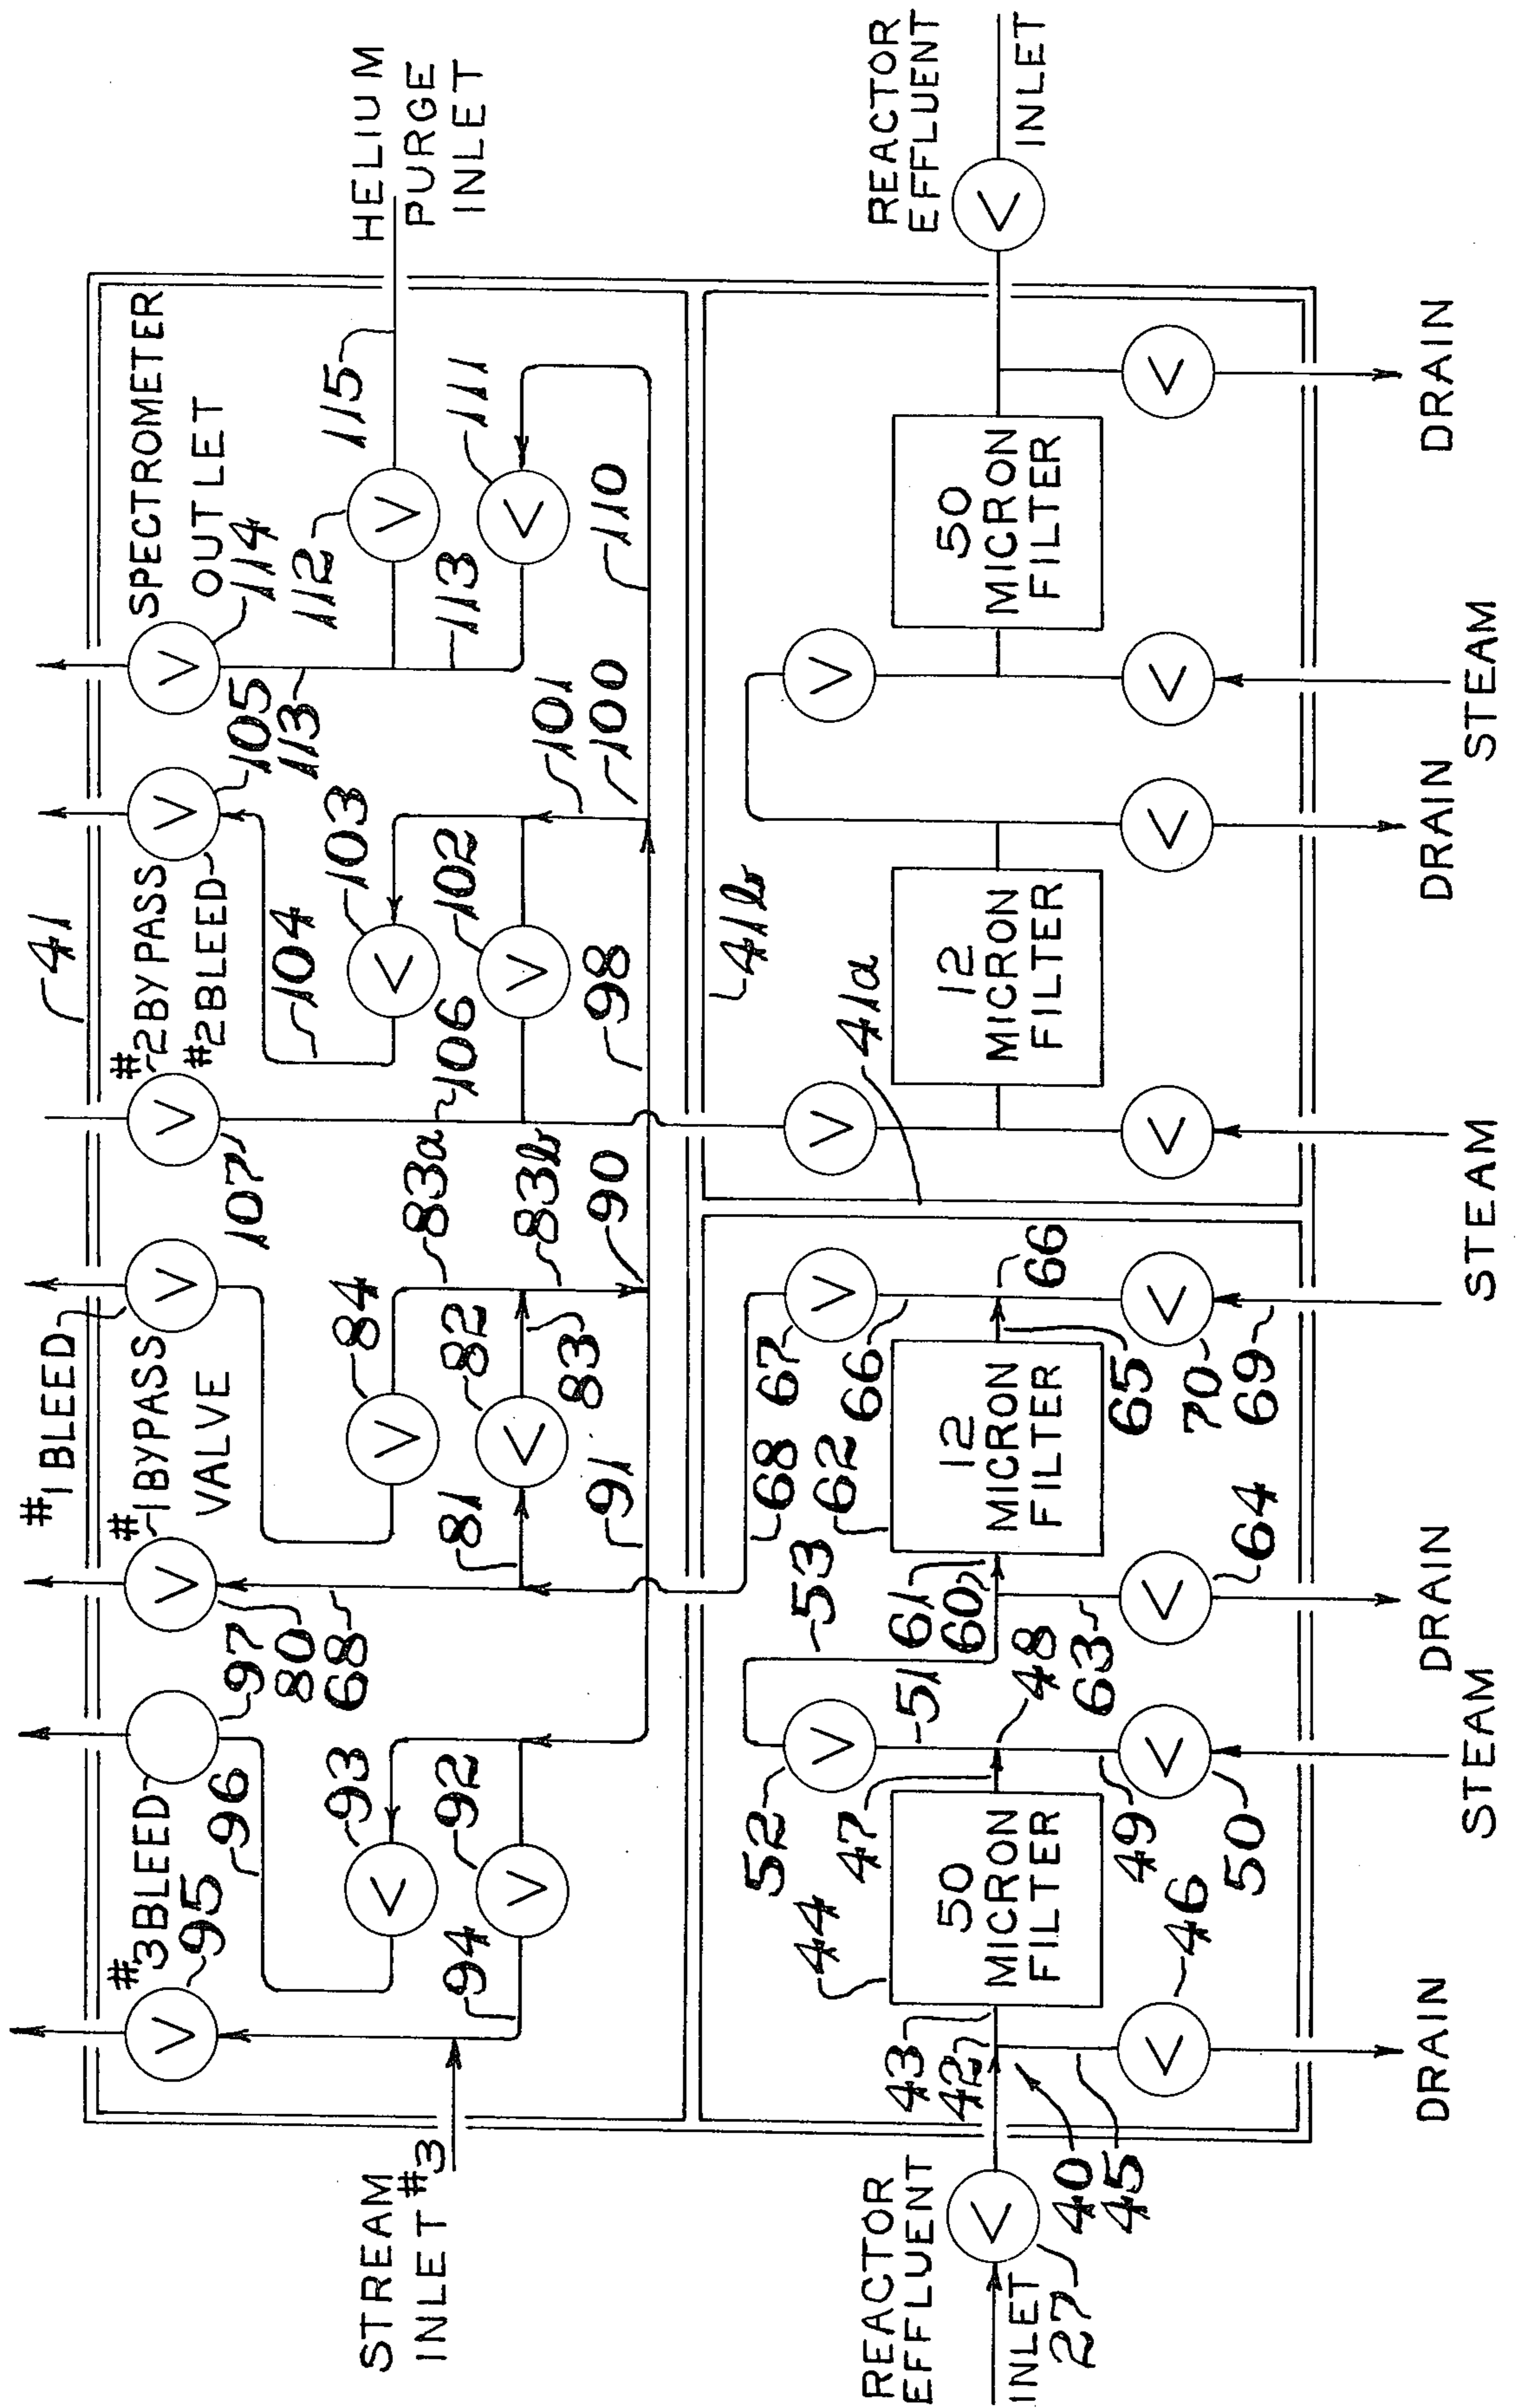 41
#1 BLEED
#3 BLEED
#1 BYPASS
VALVE
#2 BYPASS
#2 BLEED
SPECTROMETER
OUTLET
V
V
V
V
V
V
95
97
80
68
107
105
113
114
96
104
112
115
STREAM
INLET #3
HELIUM
PURGE
INLET
V
93
V
84
83a
106
V
103
V
94
92
V
81
82
V
83
83b
V
102
101
113
V
111
91
90
98
100
110
53
68
67
41b
52
V
V
V
V
44
51
62
66
41a
47
61
60
48
65
66
REACTOR
EFFLUENT
INLET
27
V
43
42
50
MICRON
FILTER
12
MICRON
FILTER
12
MICRON
FILTER
50
MICRON
FILTER
V
REACTOR
EFFLUENT
INLET
40
45
49
63
70
69
V
46
V
50
V
64
V
V
V
V
V
DRAIN
STEAM
DRAIN
STEAM
STEAM
DRAIN
STEAM
DRAIN